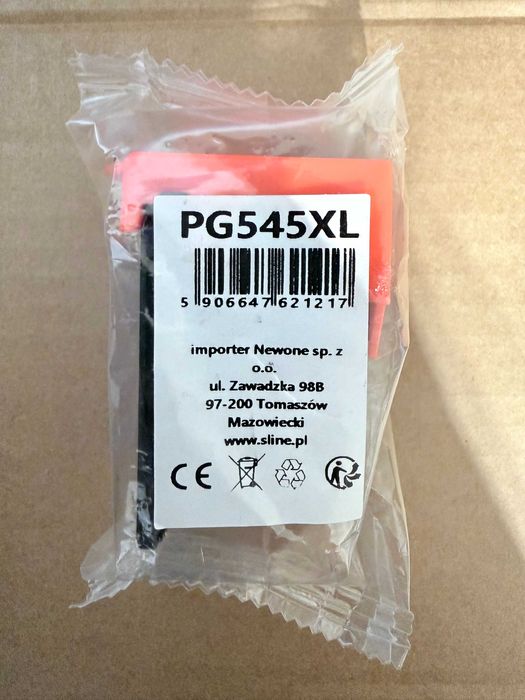 PG545XL
5 906647 621217
importer Newone sp. z
o.o.
ul. Zawadzka 98B
97-200 Tomaszów
Mazowiecki
www.sline.pl
CE